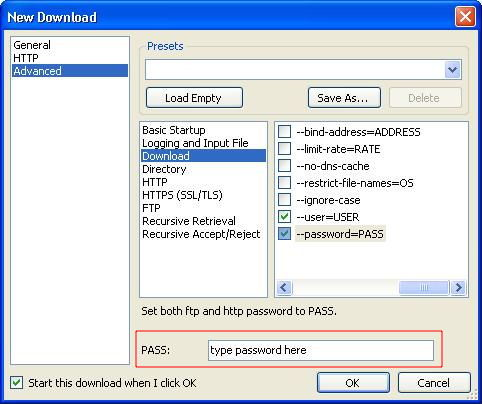 New Download
General
HTTP
Advanced
Presets
Load Empty
Save As...
Delete
Basic Startup
Logging and Input File
Download
Directory
HTTP
HTTPS (SSL/TLS)
FTP
Recursive Retrieval
Recursive Accept/Reject
--bind-address=ADDRESS
--limit-rate=RATE
--no-dns-cache
--restrict-file-names=OS
--ignore-case
--user=USER
--password=PASS
Set both ftp and http password to PASS.
PASS:
type password here
Start this download when I click OK
OK
Cancel